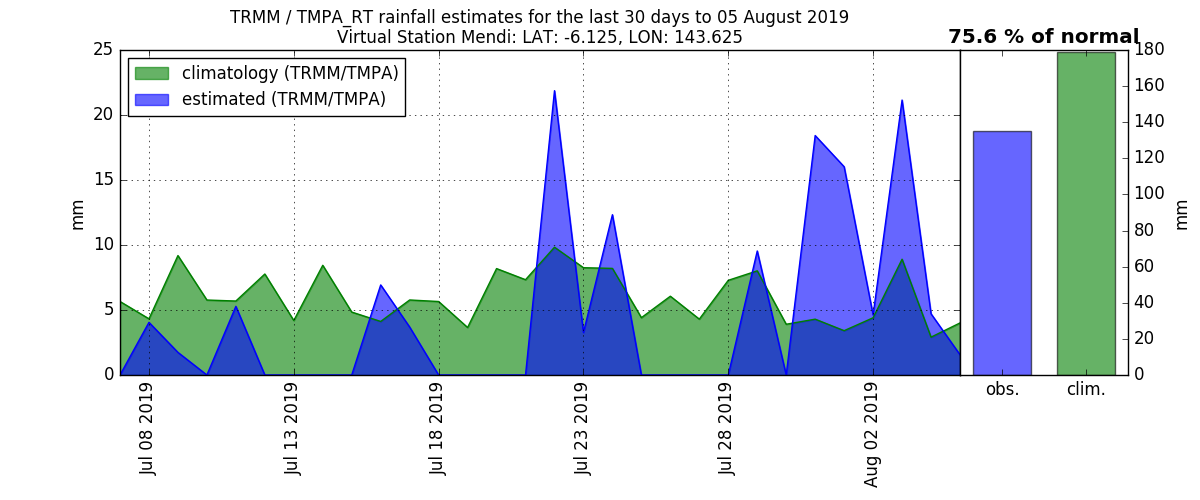 TRMM / TMPA_RT rainfall estimates for the last 30 days to 05 August 2019
Virtual Station Mendi: LAT: -6.125, LON: 143.625
75.6 % of normal
climatology (TRMM/TMPA)
estimated (TRMM/TMPA)
25
20
15
10
5
0
mm
180
160
140
120
100
80
60
40
20
0
mm
Jul 08 2019
Jul 13 2019
Jul 18 2019
Jul 23 2019
Jul 28 2019
Aug 02 2019
obs.
clim.